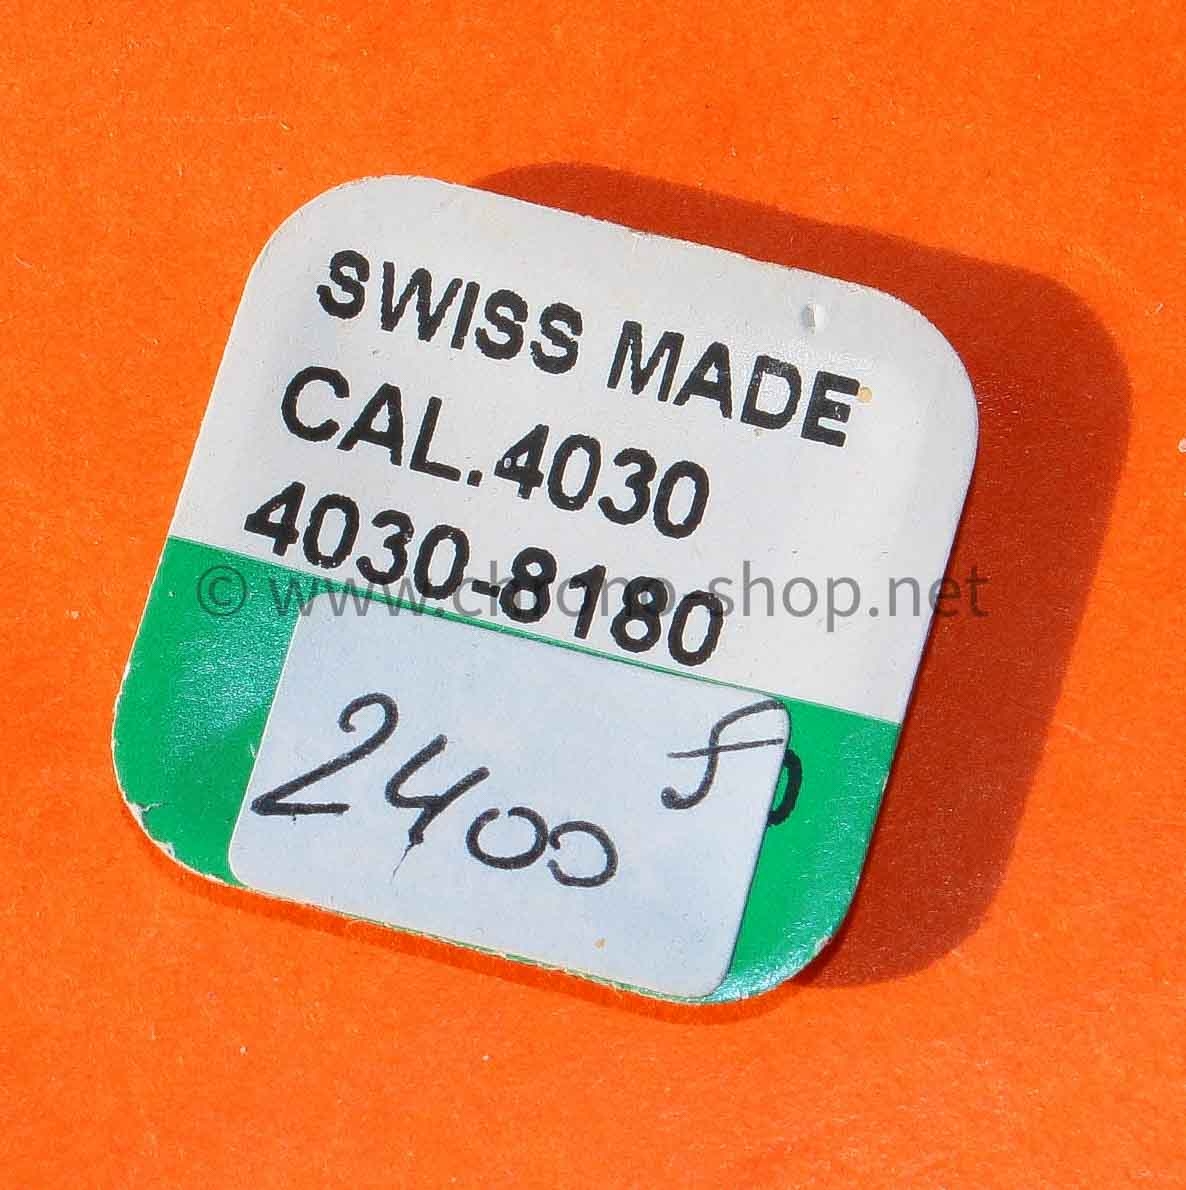 SWISS MADE
CAL.4030
4030-8180
© www.chrono-shop.net
2400